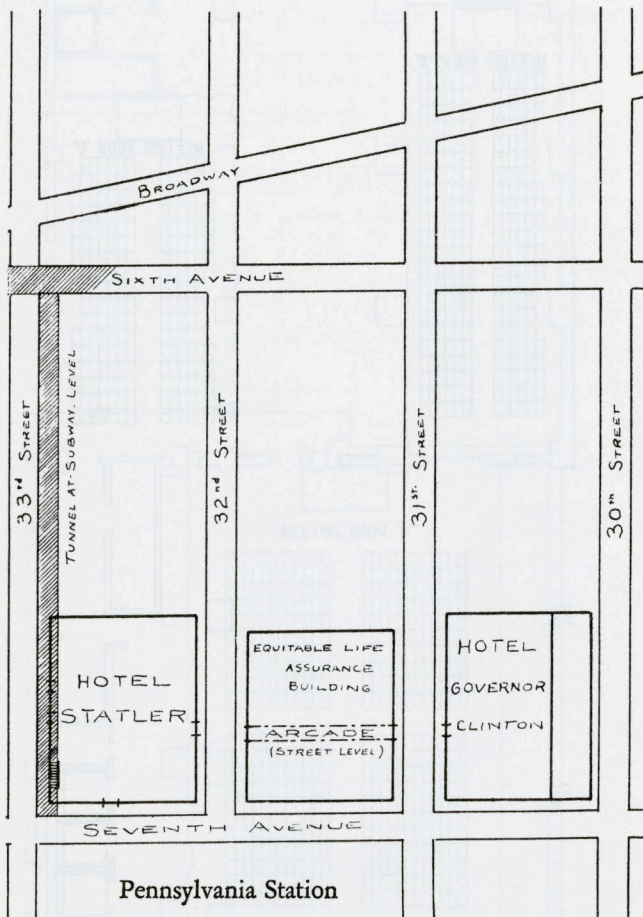 BROADWAY
SIXTH AVENUE
33rd STREET
TUNNEL AT SUBWAY LEVEL
32nd STREET
31ST. STREET
30th STREET
HOTEL
STATLER
EQUITABLE LIFE
ASSURANCE
BUILDING
ARCADE
(STREET LEVEL)
HOTEL
GOVERNOR
CLINTON
SEVENTH AVENUE
Pennsylvania Station